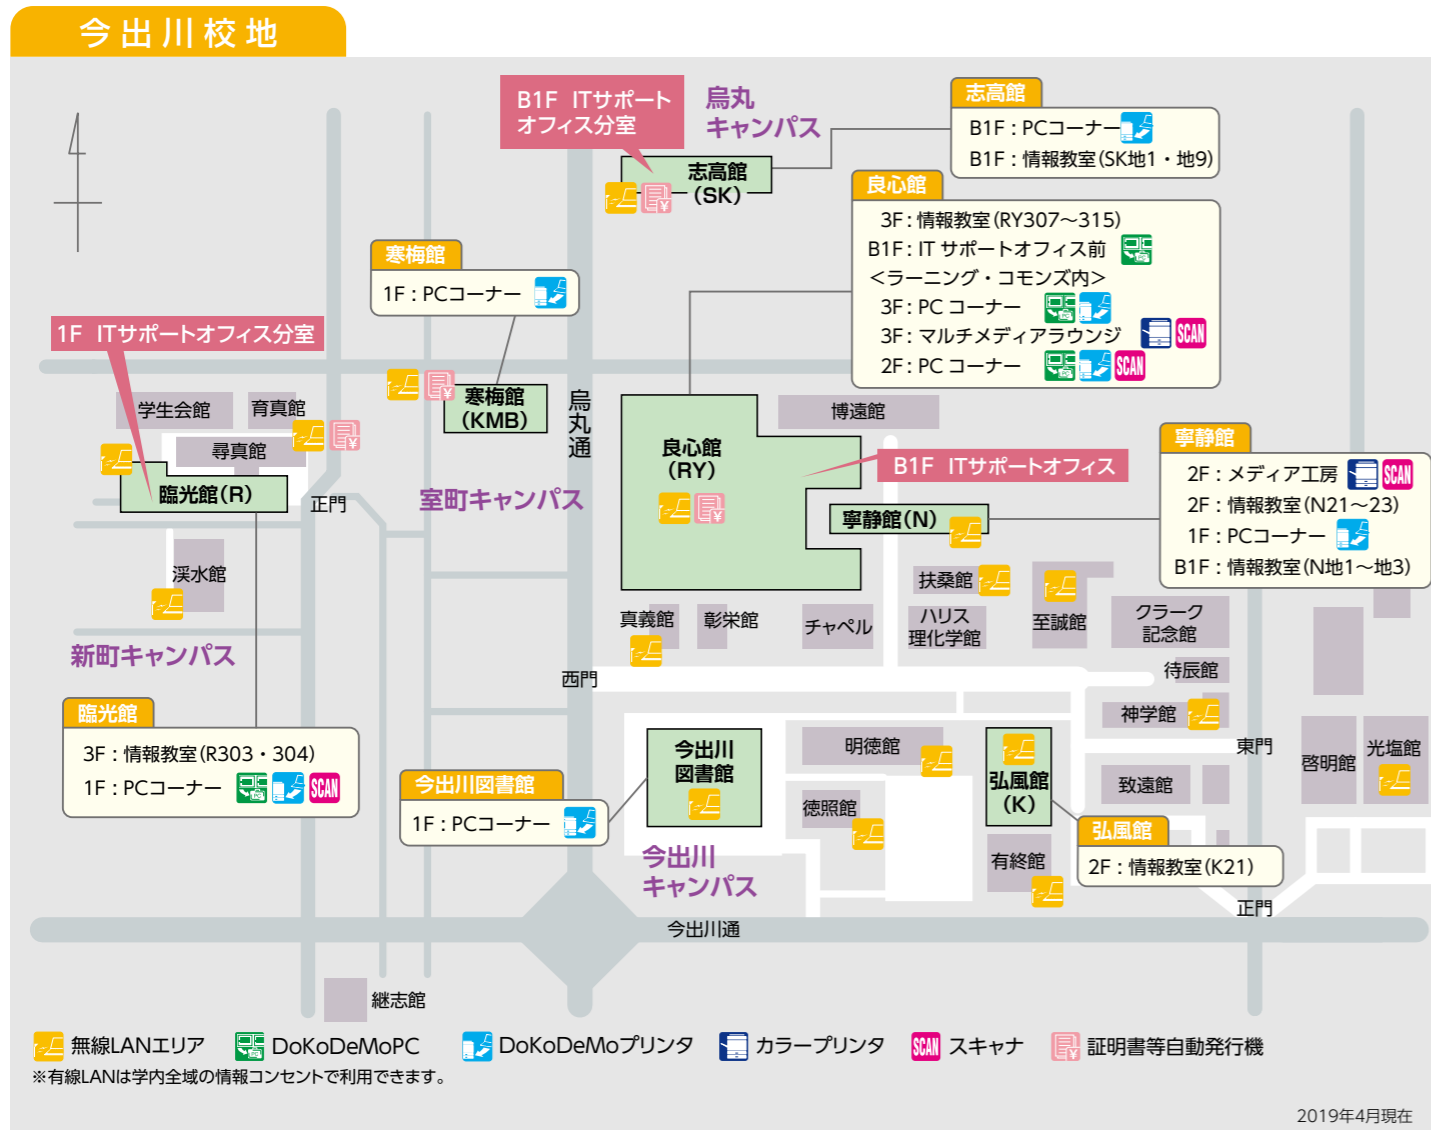 今出川校地
B1F ITサポート
オフィス分室
烏丸
キャンパス
志高館
(SK)
志高館
B1F：PCコーナー
B1F：情報教室(SK地1・地9)
良心館
3F：情報教室(RY307～315)
B1F：IT サポートオフィス前
＜ラーニング・コモンズ内＞
3F：PC コーナー
3F：マルチメディアラウンジ
SCAN
2F：PC コーナー
SCAN
寒梅館
1F：PCコーナー
1F ITサポートオフィス分室
学生会館
育真館
尋真館
臨光館(R)
正門
渓水館
新町キャンパス
寒梅館
(KMB)
烏丸通
室町キャンパス
良心館
(RY)
博遠館
B1F ITサポートオフィス
寧静館(N)
寧静館
2F：メディア工房
SCAN
2F：情報教室(N21～23)
1F：PCコーナー
B1F：情報教室(N地1～地3)
扶桑館
真義館
彰栄館
チャペル
ハリス
理化学館
至誠館
クラーク
記念館
待辰館
西門
神学館
東門
臨光館
3F：情報教室(R303・304)
1F：PCコーナー
SCAN
今出川図書館
1F：PCコーナー
今出川
図書館
明徳館
徳照館
弘風館
(K)
致遠館
啓明館
光塩館
今出川
キャンパス
有終館
弘風館
2F：情報教室(K21)
正門
今出川通
継志館
無線LANエリア
DoKoDeMoPC
DoKoDeMoプリンタ
カラープリンタ
SCAN スキャナ
証明書等自動発行機
※有線LANは学内全域の情報コンセントで利用できます。
2019年4月現在